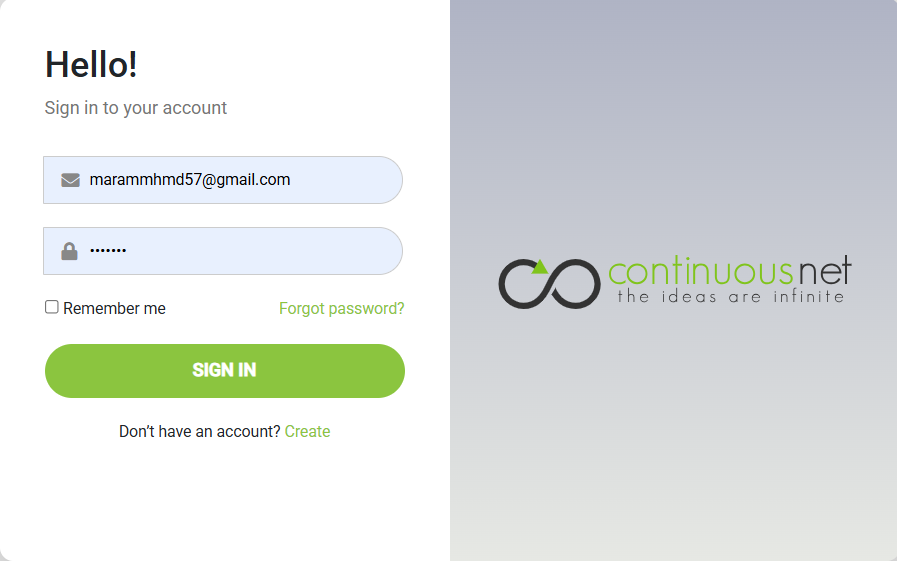 Hello!
Sign in to your account
marammhmd57@gmail.com
•••••••
Remember me
Forgot password?
SIGN IN
Don’t have an account? Create
continuousnet
the ideas are infinite